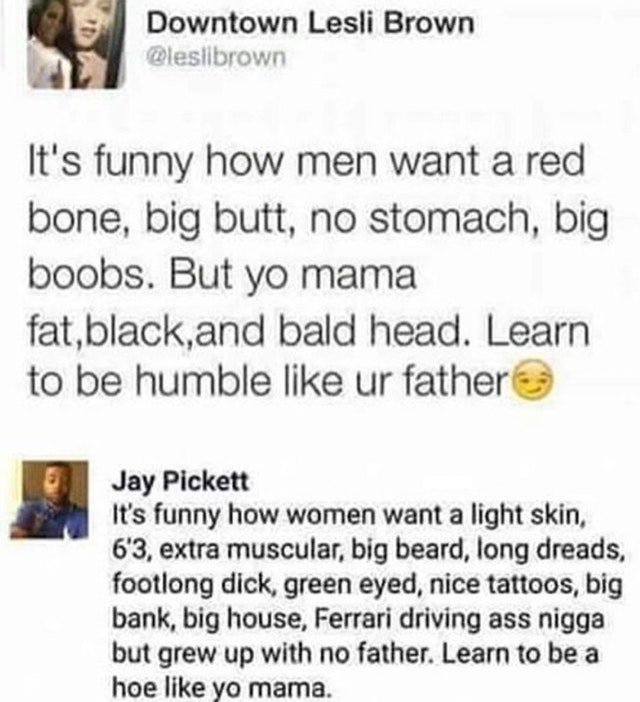 Downtown Lesli Brown
@leslibrown
It's funny how men want a red
bone, big butt, no stomach, big
boobs. But yo mama
fat,black,and bald head. Learn
to be humble like ur father😏
Jay Pickett
It's funny how women want a light skin,
6'3, extra muscular, big beard, long dreads,
footlong dick, green eyed, nice tattoos, big
bank, big house, Ferrari driving ass nigga
but grew up with no father. Learn to be a
hoe like yo mama.